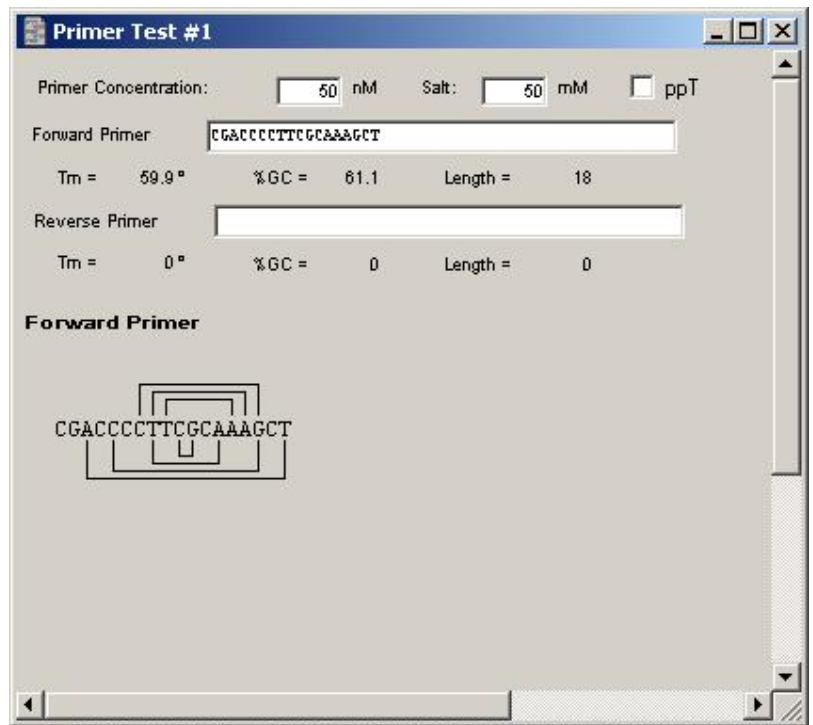 Primer Test #1
Primer Concentration: 50 nM Salt: 50 mM ppT
Forward Primer CGACCCCTTCGCAAAGCT
Tm = 59.9° %GC = 61.1 Length = 18
Reverse Primer
Tm = 0° %GC = 0 Length = 0
Forward Primer
CGACCCCTTCGCAAAGCT